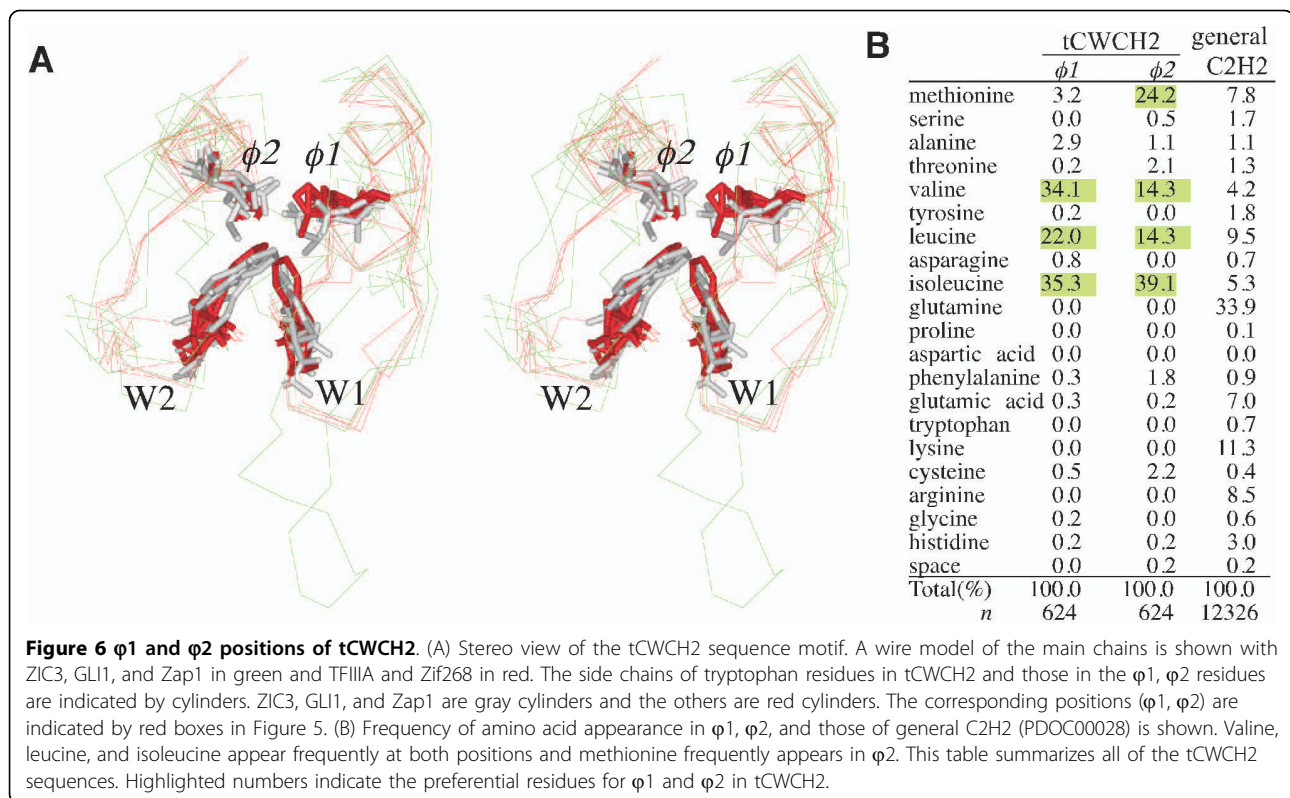 A
ϕ2
ϕ1
W2
W1
ϕ2
ϕ1
W2
W1
B
tCWCH2 general
ϕ1 ϕ2 C2H2
methionine 3.2 24.2 7.8
serine 0.0 0.5 1.7
alanine 2.9 1.1 1.1
threonine 0.2 2.1 1.3
valine 34.1 14.3 4.2
tyrosine 0.2 0.0 1.8
leucine 22.0 14.3 9.5
asparagine 0.8 0.0 0.7
isoleucine 35.3 39.1 5.3
glutamine 0.0 0.0 33.9
proline 0.0 0.0 0.1
aspartic acid 0.0 0.0 0.0
phenylalanine 0.3 1.8 0.9
glutamic acid 0.3 0.2 7.0
tryptophan 0.0 0.0 0.7
lysine 0.0 0.0 11.3
cysteine 0.5 2.2 0.4
arginine 0.0 0.0 8.5
glycine 0.2 0.0 0.6
histidine 0.2 0.2 3.0
space 0.0 0.2 0.2
Total(%) 100.0 100.0 100.0
n 624 624 12326
Figure 6 φ1 and φ2 positions of tCWCH2. (A) Stereo view of the tCWCH2 sequence motif. A wire model of the main chains is shown with
ZIC3, GLI1, and Zap1 in green and TFIIIA and Zif268 in red. The side chains of tryptophan residues in tCWCH2 and those in the φ1, φ2 residues
are indicated by cylinders. ZIC3, GLI1, and Zap1 are gray cylinders and the others are red cylinders. The corresponding positions (φ1, φ2) are
indicated by red boxes in Figure 5. (B) Frequency of amino acid appearance in φ1, φ2, and those of general C2H2 (PDOC00028) is shown. Valine,
leucine, and isoleucine appear frequently at both positions and methionine frequently appears in φ2. This table summarizes all of the tCWCH2
sequences. Highlighted numbers indicate the preferential residues for φ1 and φ2 in tCWCH2.